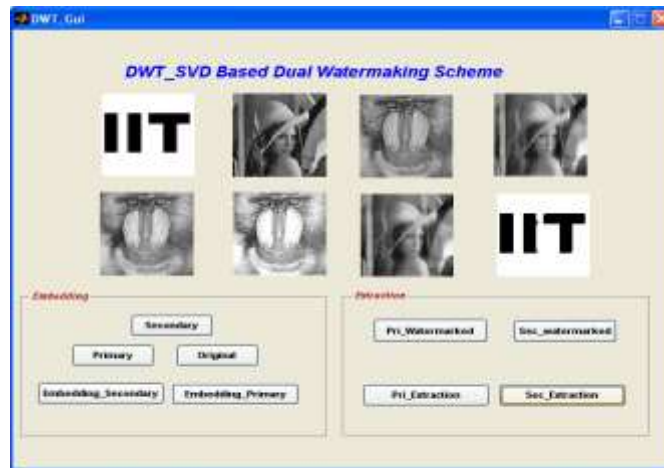 DWT_Gui
DWT_SVD Based Dual Watermaking Scheme
IIT
IIT
Embedding
Extraction
Secondary
Pri_Watermarked
Sec_watermarked
Primary
Original
Embedding_Secondary
Embedding_Primary
Pri_Extraction
Sec_Extraction